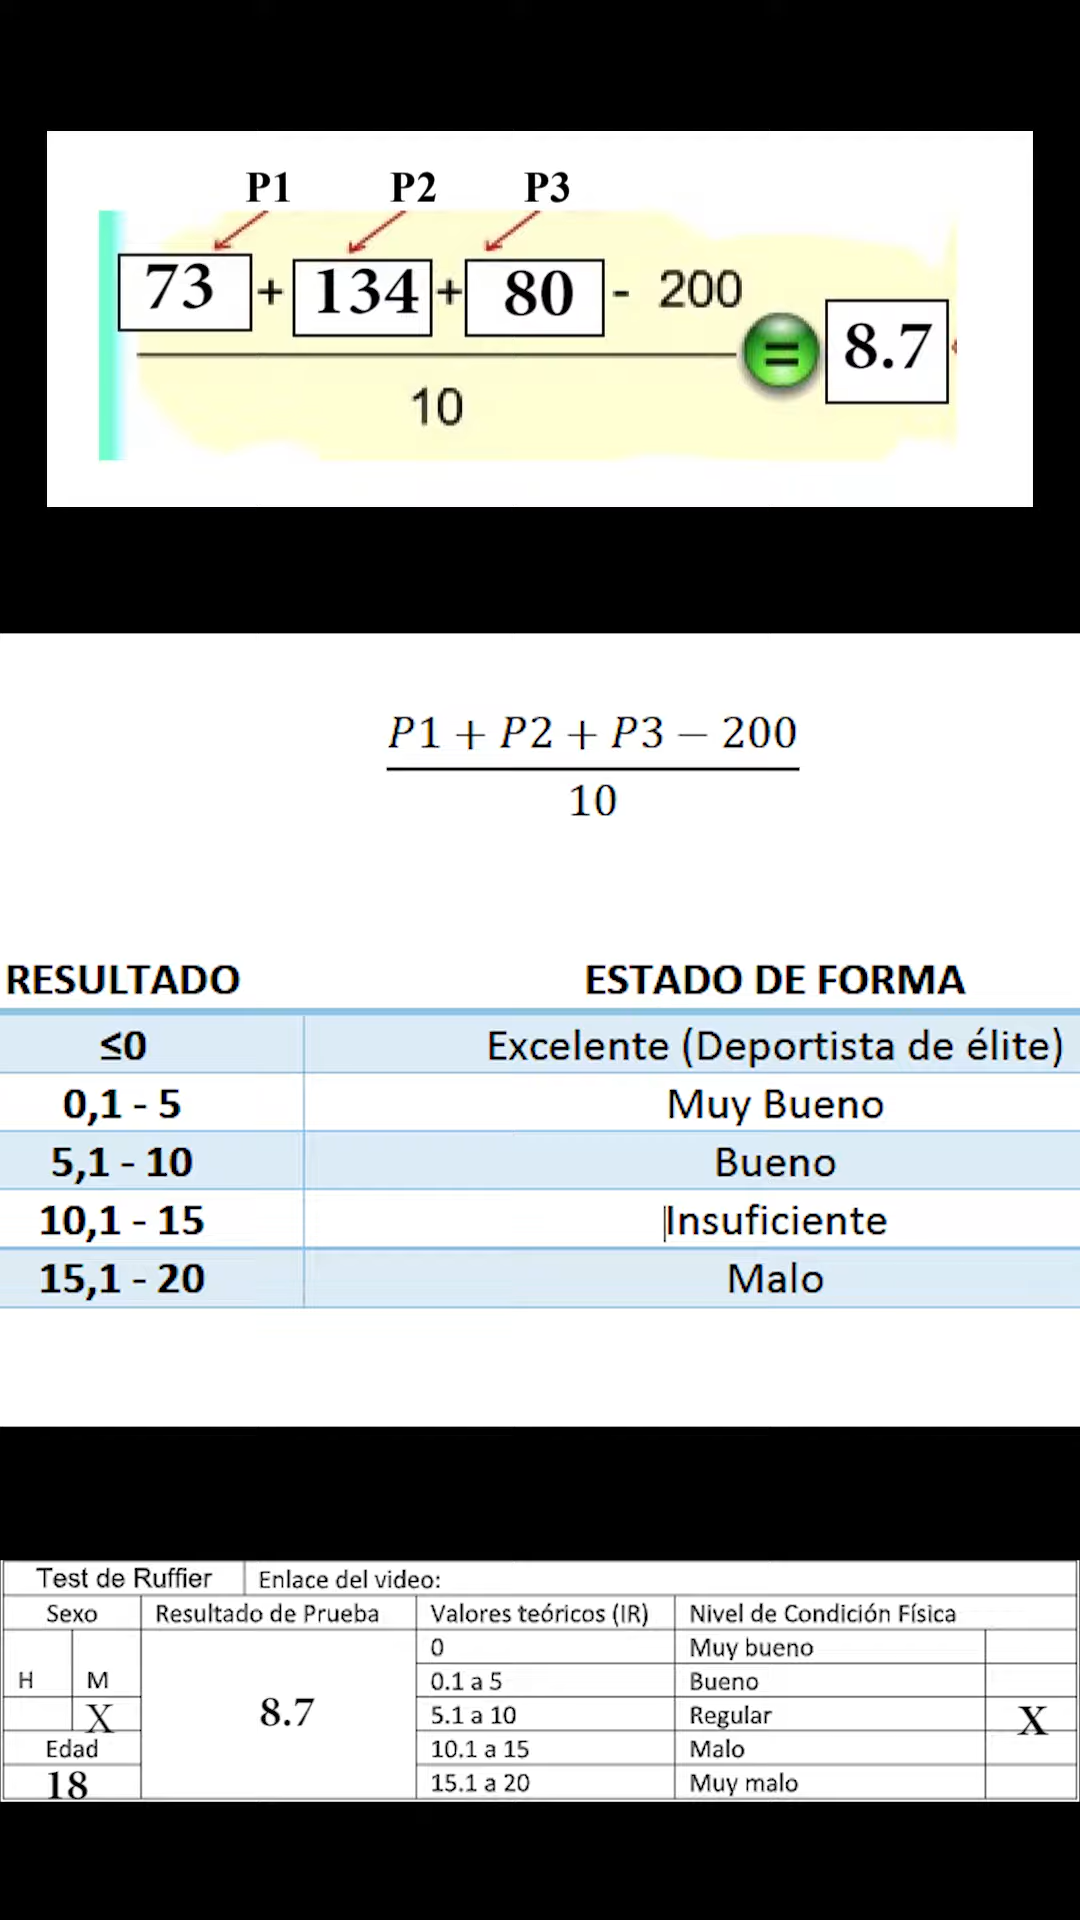 P1 P2 P3
73 + 134 + 80 - 200
= 8.7
10
P1 + P2 + P3 − 200
10
RESULTADO ESTADO DE FORMA
≤0 Excelente (Deportista de élite)
0,1 - 5 Muy Bueno
5,1 - 10 Bueno
10,1 - 15 Insuficiente
15,1 - 20 Malo
Test de Ruffier Enlace del video:
Sexo Resultado de Prueba Valores teóricos (IR) Nivel de Condición Física
0 Muy bueno
H M 0.1 a 5 Bueno
X 8.7 5.1 a 10 Regular X
Edad 10.1 a 15 Malo
18 15.1 a 20 Muy malo